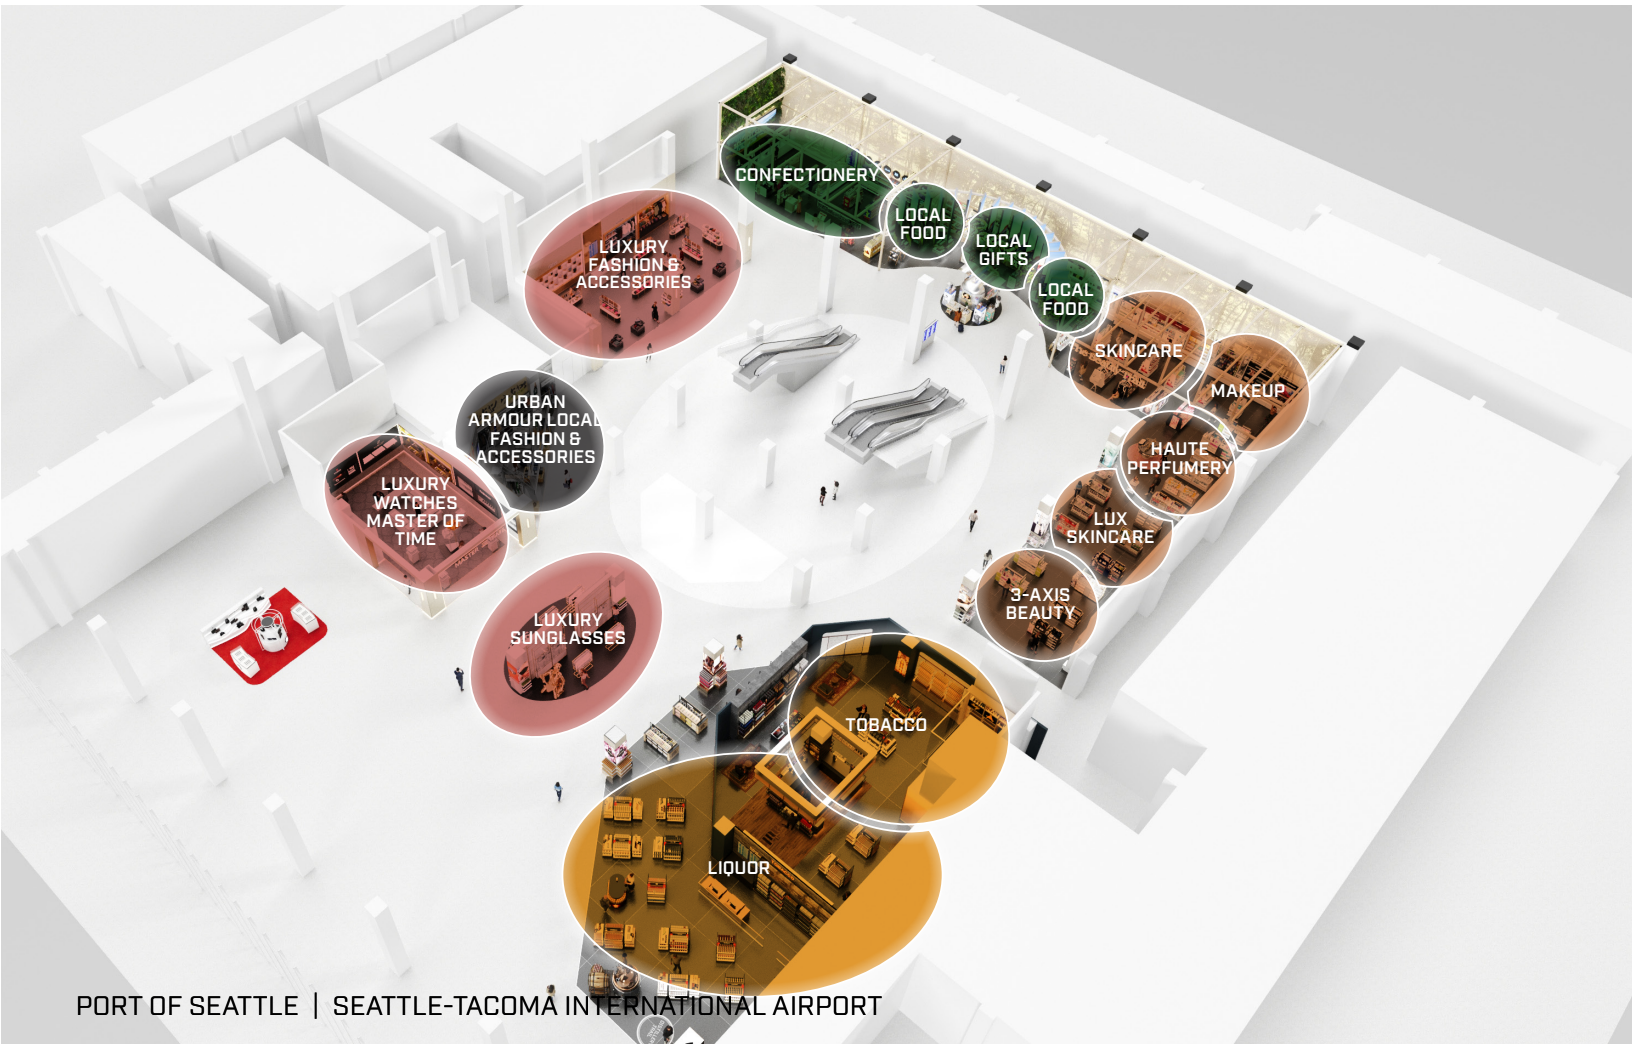 CONFECTIONERY
LOCAL
FOOD
LOCAL
GIFTS
LOCAL
FOOD
LUXURY
FASHION &
ACCESSORIES
SKINCARE
MAKEUP
URBAN
ARMOUR LOCAL
FASHION &
ACCESSORIES
HAUTE
PERFUMERY
LUXURY
WATCHES
MASTER OF
TIME
LUX
SKINCARE
3-AXIS
BEAUTY
LUXURY
SUNGLASSES
TOBACCO
LIQUOR
PORT OF SEATTLE | SEATTLE-TACOMA INTERNATIONAL AIRPORT